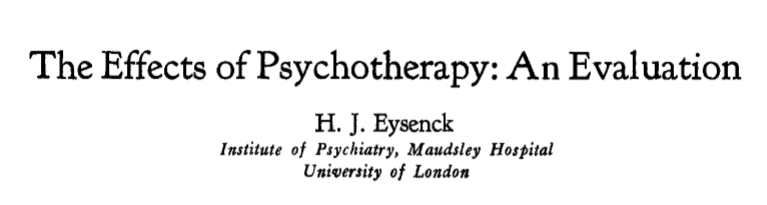 The Effects of Psychotherapy: An Evaluation
H. J. Eysenck
Institute of Psychiatry, Maudsley Hospital
University of London